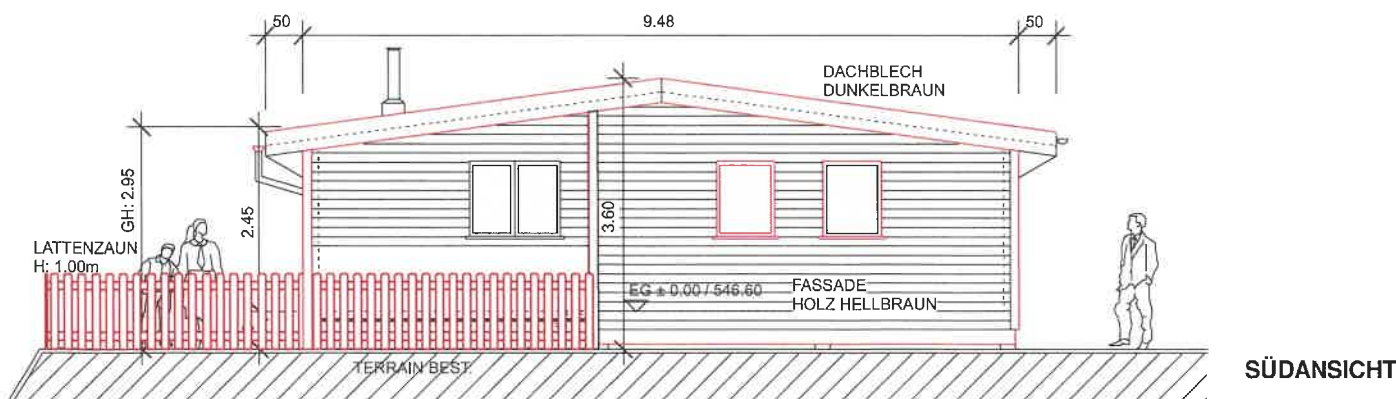 50
9.48
50
DACHBLECH
DUNKELBRAUN
GH: 2.95
2.45
3.60
LATTENZAUN
H: 1.00m
EG ± 0.00 / 546.60
FASSADE
HOLZ HELLBRAUN
TERRAIN BEST.
SÜDANSICHT